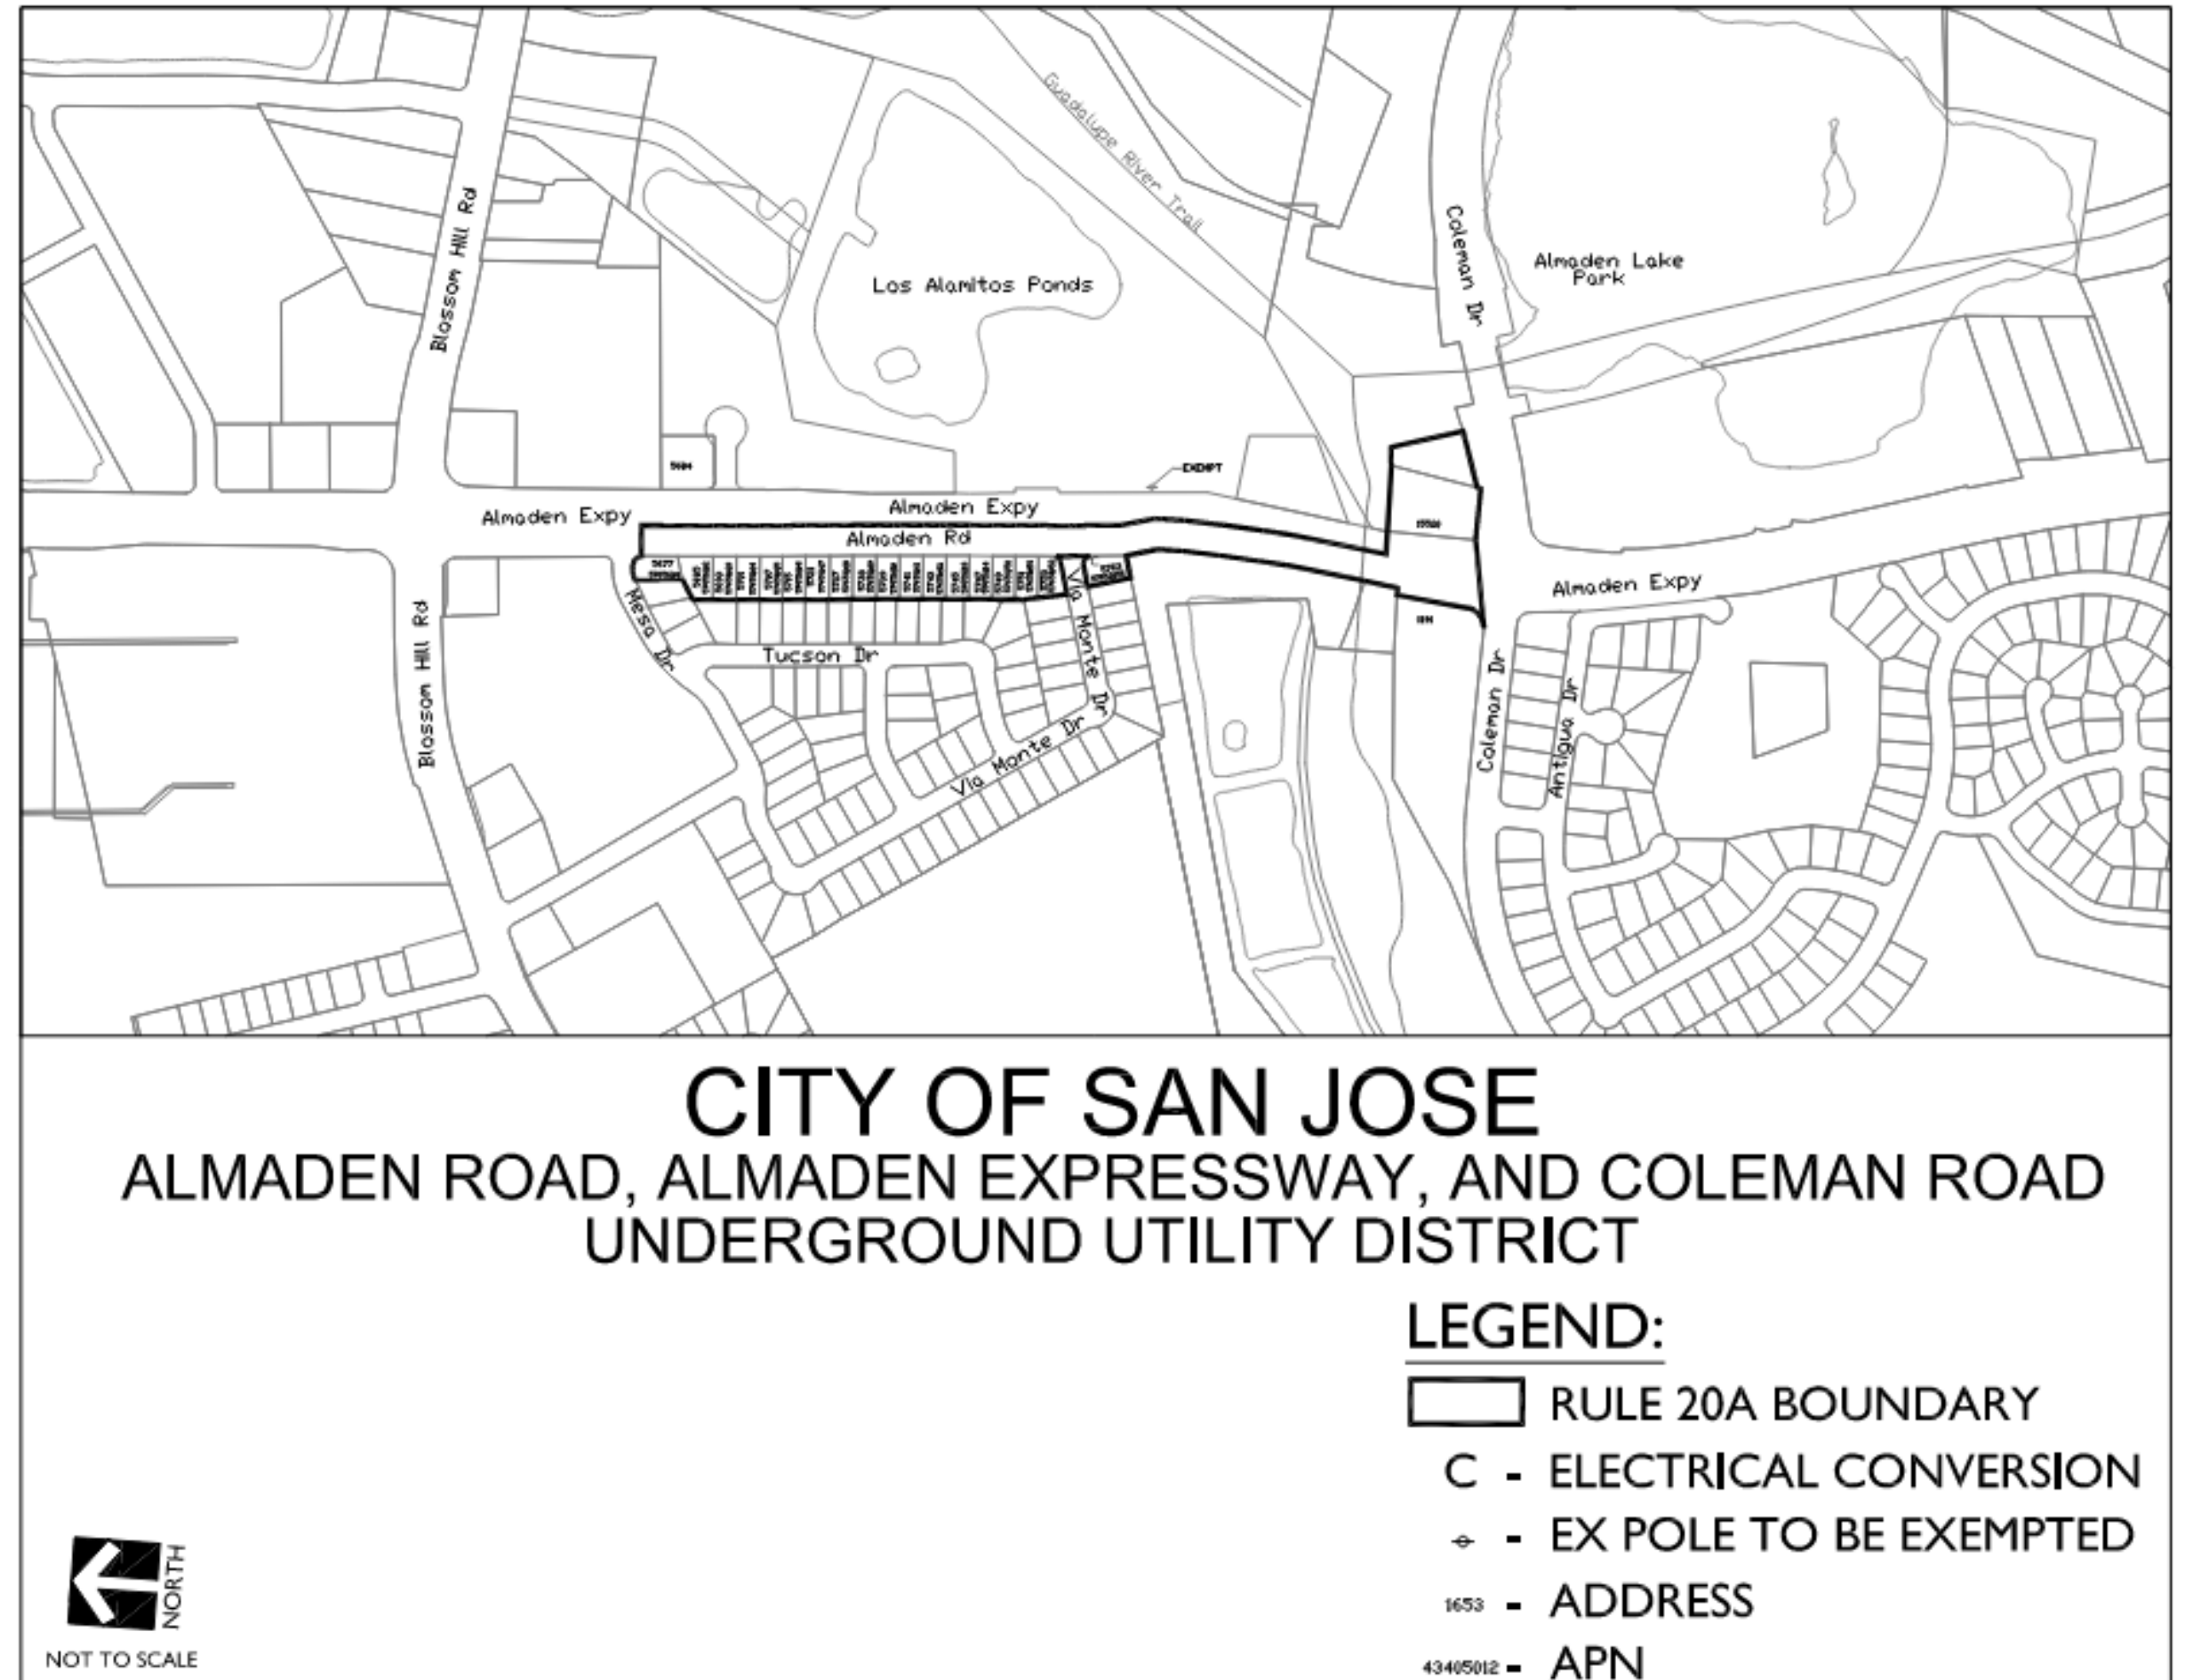 Guadalupe River Trail
Blossom Hill Rd
Los Alamitos Ponds
Coleman Dr
Almaden Lake
Park
5694
EXEMPT
Almaden Expy
Almaden Expy
Almaden Rd
5677
Almaden Expy
Mesa Dr
Tucson Dr
Via Monte Dr
Via Monte Dr
Blossom Hill Rd
Coleman Dr
Antigua Dr
CITY OF SAN JOSE
ALMADEN ROAD, ALMADEN EXPRESSWAY, AND COLEMAN ROAD
UNDERGROUND UTILITY DISTRICT
LEGEND:
RULE 20A BOUNDARY
C - ELECTRICAL CONVERSION
- EX POLE TO BE EXEMPTED
1653 - ADDRESS
43405012 - APN
NORTH
NOT TO SCALE